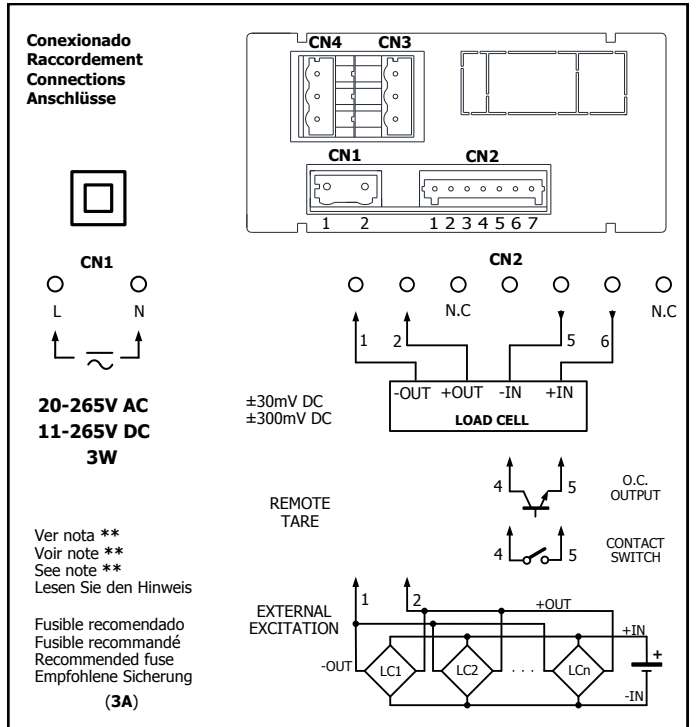 Conexionado
Raccordement
Connections
Anschlüsse
CN4 CN3
CN1 CN2
1 2 1 2 3 4 5 6 7
CN1
L N
20-265V AC
11-265V DC
3W
CN2
N.C N.C
1 2 5 6
-OUT +OUT -IN +IN
LOAD CELL
±30mV DC
±300mV DC
REMOTE
TARE
4 5
O.C.
OUTPUT
4 5
CONTACT
SWITCH
Ver nota **
Voir note **
See note **
Lesen Sie den Hinweis
Fusible recomendado
Fusible recommandé
Recommended fuse
Empfohlene Sicherung
(3A)
EXTERNAL
EXCITATION
1 2
+OUT
+IN
-OUT
LC1 LC2 . . . LCn
+
-IN